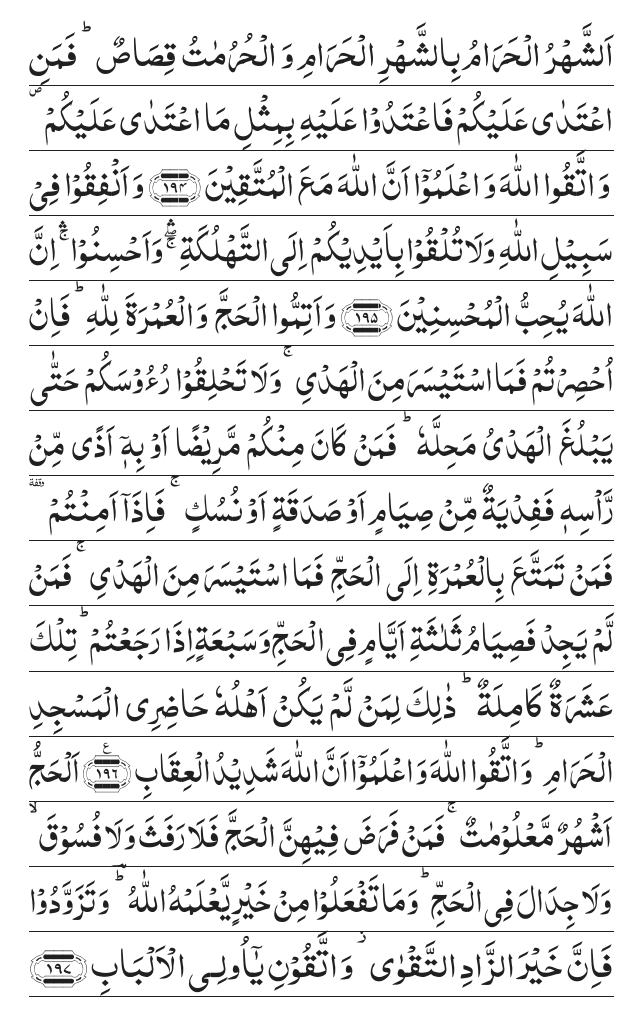 اَلشَّهْرُ الْحَرَامُ بِالشَّهْرِ الْحَرَامِ وَ الْحُرُمٰتُ قِصَاصٌ ؕ فَمَنِ
اعْتَدٰی عَلَیْكُمْ فَاعْتَدُوْا عَلَیْهِ بِمِثْلِ مَا اعْتَدٰی عَلَیْكُمْ ۪
وَ اتَّقُوا اللّٰهَ وَ اعْلَمُوْۤا اَنَّ اللّٰهَ مَعَ الْمُتَّقِیْنَ ﴿۱۹۴﴾ وَ اَنْفِقُوْا فِیْ
سَبِیْلِ اللّٰهِ وَ لَا تُلْقُوْا بِاَیْدِیْكُمْ اِلَی التَّهْلُكَةِ ۛۖۚ وَ اَحْسِنُوْا ۛۚ اِنَّ
اللّٰهَ یُحِبُّ الْمُحْسِنِیْنَ ﴿۱۹۵﴾ وَ اَتِمُّوا الْحَجَّ وَ الْعُمْرَةَ لِلّٰهِ ؕ فَاِنْ
اُحْصِرْتُمْ فَمَا اسْتَیْسَرَ مِنَ الْهَدْیِ ۚ وَ لَا تَحْلِقُوْا رُءُوْسَكُمْ حَتّٰی
یَبْلُغَ الْهَدْیُ مَحِلَّهٗ ؕ فَمَنْ كَانَ مِنْكُمْ مَّرِیْضًا اَوْ بِهٖۤ اَذًی مِّنْ
رَّاْسِهٖ فَفِدْیَةٌ مِّنْ صِیَامٍ اَوْ صَدَقَةٍ اَوْ نُسُكٍ ۚ فَاِذَاۤ اَمِنْتُمْ وقفة
فَمَنْ تَمَتَّعَ بِالْعُمْرَةِ اِلَی الْحَجِّ فَمَا اسْتَیْسَرَ مِنَ الْهَدْیِ ۚ فَمَنْ
لَّمْ یَجِدْ فَصِیَامُ ثَلٰثَةِ اَیَّامٍ فِی الْحَجِّ وَ سَبْعَةٍ اِذَا رَجَعْتُمْ ؕ تِلْكَ
عَشَرَةٌ كَامِلَةٌ ؕ ذٰلِكَ لِمَنْ لَّمْ یَكُنْ اَهْلُهٗ حَاضِرِی الْمَسْجِدِ
الْحَرَامِ ؕ وَ اتَّقُوا اللّٰهَ وَ اعْلَمُوْۤا اَنَّ اللّٰهَ شَدِیْدُ الْعِقَابِ ﴿۱۹۶﴾ ع اَلْحَجُّ
اَشْهُرٌ مَّعْلُوْمٰتٌ ۚ فَمَنْ فَرَضَ فِیْهِنَّ الْحَجَّ فَلَا رَفَثَ وَ لَا فُسُوْقَ ۙ
وَ لَا جِدَالَ فِی الْحَجِّ ؕ وَ مَا تَفْعَلُوْا مِنْ خَیْرٍ یَّعْلَمْهُ اللّٰهُ ؔؕ وَ تَزَوَّدُوْا
فَاِنَّ خَیْرَ الزَّادِ التَّقْوٰی ؗ وَ اتَّقُوْنِ یٰۤاُولِی الْاَلْبَابِ ﴿۱۹۷﴾